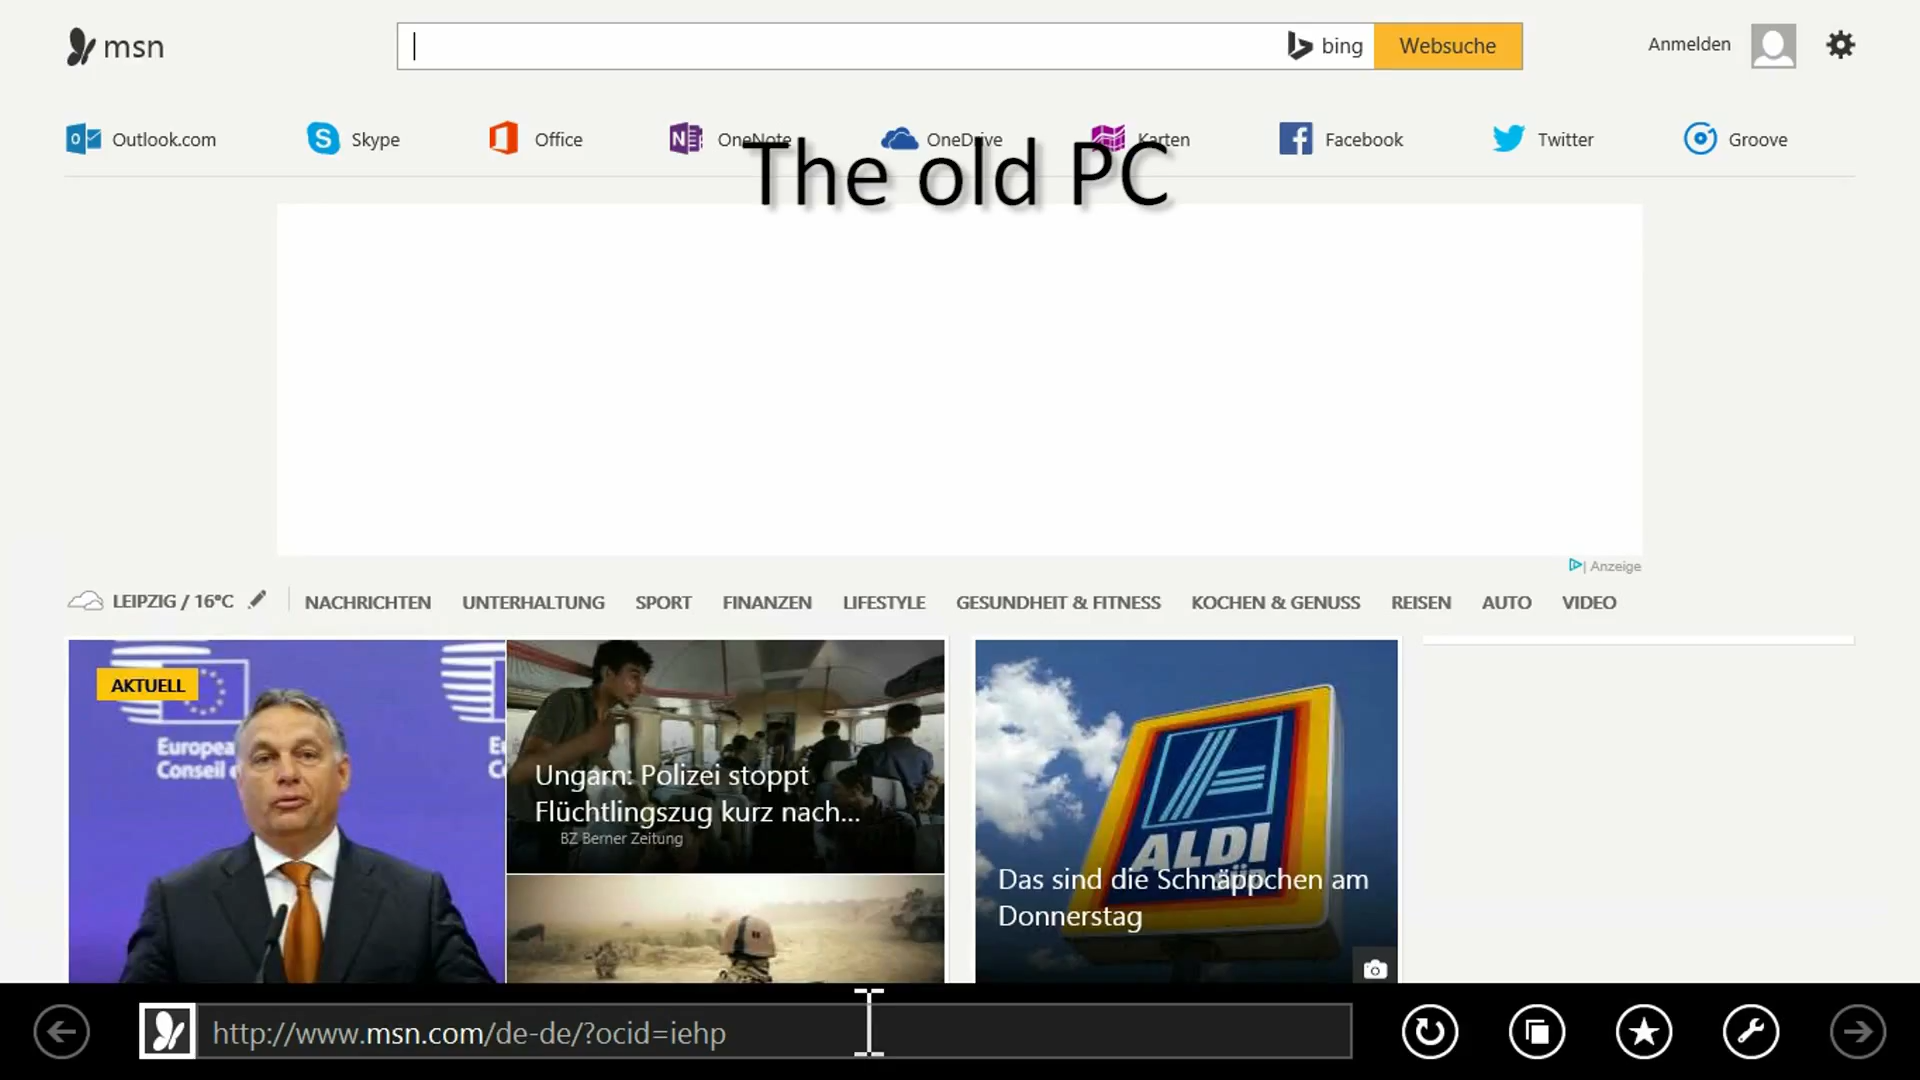 msn
bing
Websuche
Anmelden
Outlook.com
Skype
Office
OneNote
OneDrive
Karten
Facebook
Twitter
Groove
The old PC
Anzeige
LEIPZIG / 16°C
NACHRICHTEN
UNTERHALTUNG
SPORT
FINANZEN
LIFESTYLE
GESUNDHEIT & FITNESS
KOCHEN & GENUSS
REISEN
AUTO
VIDEO
AKTUELL
Europea
Conseil
Ungarn: Polizei stoppt
Flüchtlingszug kurz nach...
BZ Berner Zeitung
ALDI
Das sind die Schnäppchen am
Donnerstag
http://www.msn.com/de-de/?ocid=iehp